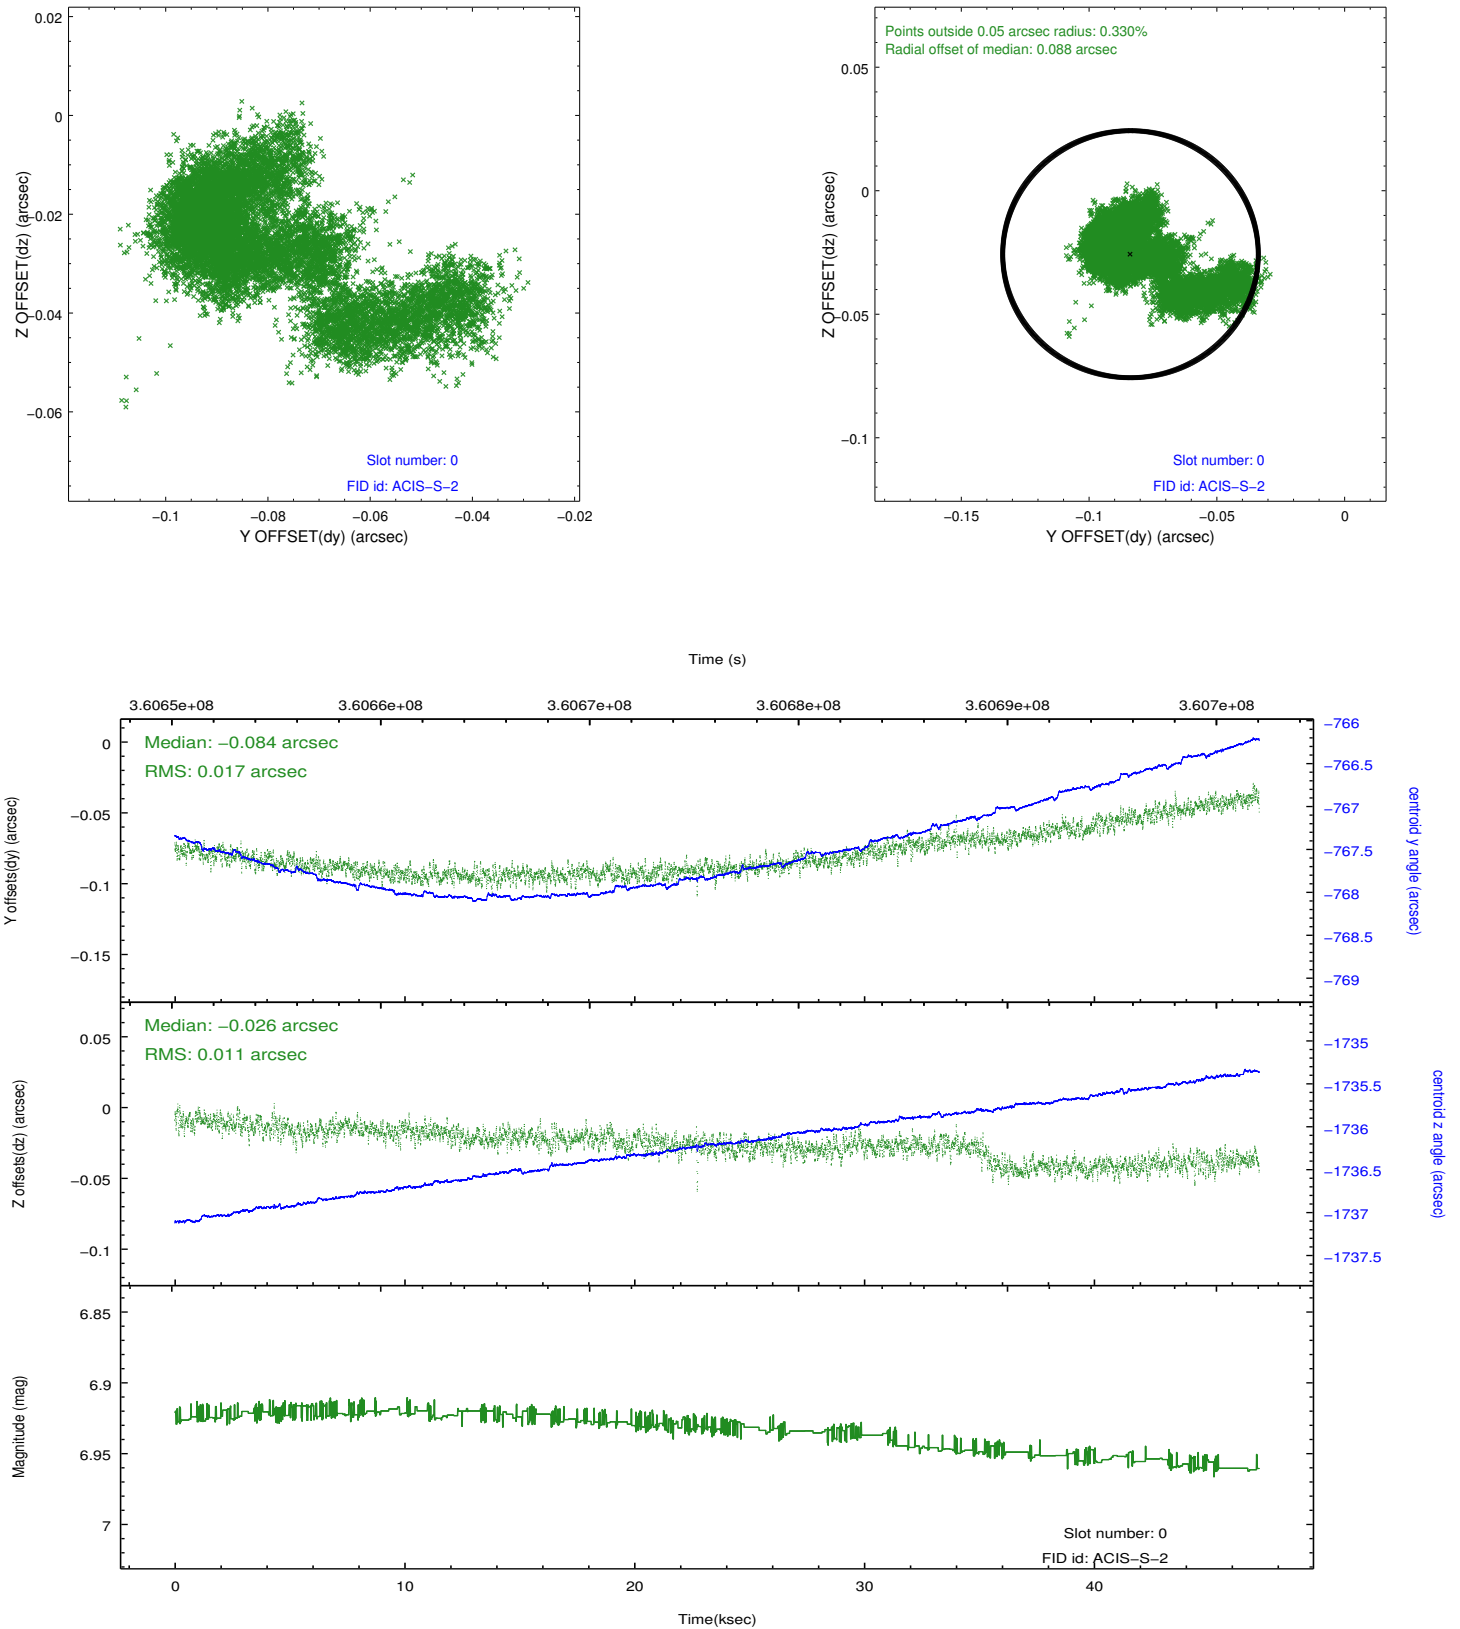 0.02
0
−0.02
−0.04
−0.06
Z OFFSET(dz) (arcsec)
Slot number: 0
FID id: ACIS−S−2
−0.1
−0.08
−0.06
−0.04
−0.02
Y OFFSET(dy) (arcsec)
Points outside 0.05 arcsec radius: 0.330%
Radial offset of median: 0.088 arcsec
0.05
0
−0.05
−0.1
Z OFFSET(dz) (arcsec)
Slot number: 0
FID id: ACIS−S−2
−0.15
−0.1
−0.05
0
Y OFFSET(dy) (arcsec)
Time (s)
3.6065e+08
3.6066e+08
3.6067e+08
3.6068e+08
3.6069e+08
3.607e+08
Median: −0.084 arcsec
RMS: 0.017 arcsec
0
−0.05
−0.1
−0.15
Y offsets(dy) (arcsec)
−766
−766.5
−767
−767.5
−768
−768.5
−769
centroid y angle (arcsec)
Median: −0.026 arcsec
RMS: 0.011 arcsec
0.05
0
−0.05
−0.1
Z offsets(dz) (arcsec)
−1735
−1735.5
−1736
−1736.5
−1737
−1737.5
centroid z angle (arcsec)
6.85
6.9
6.95
7
Magnitude (mag)
Slot number: 0
FID id: ACIS−S−2
0
10
20
30
40
Time(ksec)